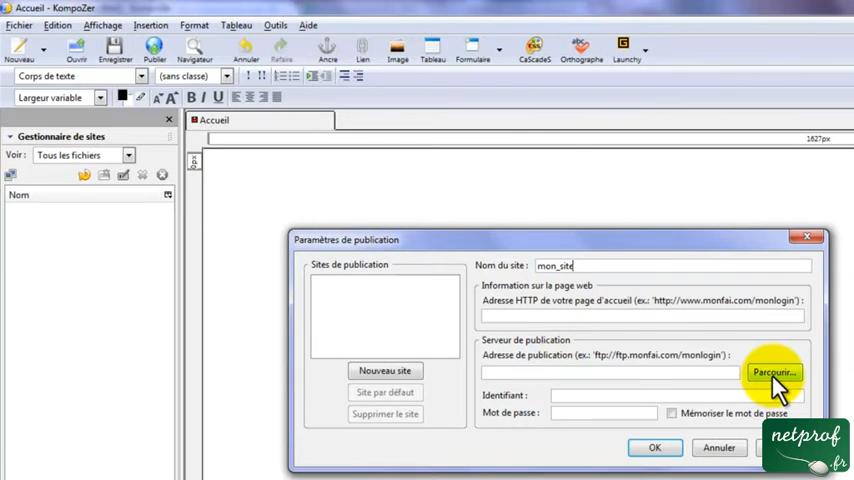 Accueil - KompoZer
Fichier Edition Affichage Insertion Format Tableau Outils Aide
Nouveau Ouvrir Enregistrer Publier Navigateur Annuler Refaire Ancre Lien Image Tableau Formulaire CaScadeS Orthographe Launchy
Corps de texte (sans classe)
Largeur variable A A B I U
Accueil
Gestionnaire de sites
1627px
0px
Voir : Tous les fichiers
Nom
Paramètres de publication
Sites de publication
Nouveau site
Site par défaut
Supprimer le site
Nom du site : mon_site
Information sur la page web
Adresse HTTP de votre page d'accueil (ex.: 'http://www.monfai.com/monlogin') :
Serveur de publication
Adresse de publication (ex.: 'ftp://ftp.monfai.com/monlogin') :
Parcourir...
Identifiant :
Mot de passe : Mémoriser le mot de passe
OK Annuler
netprof
.fr